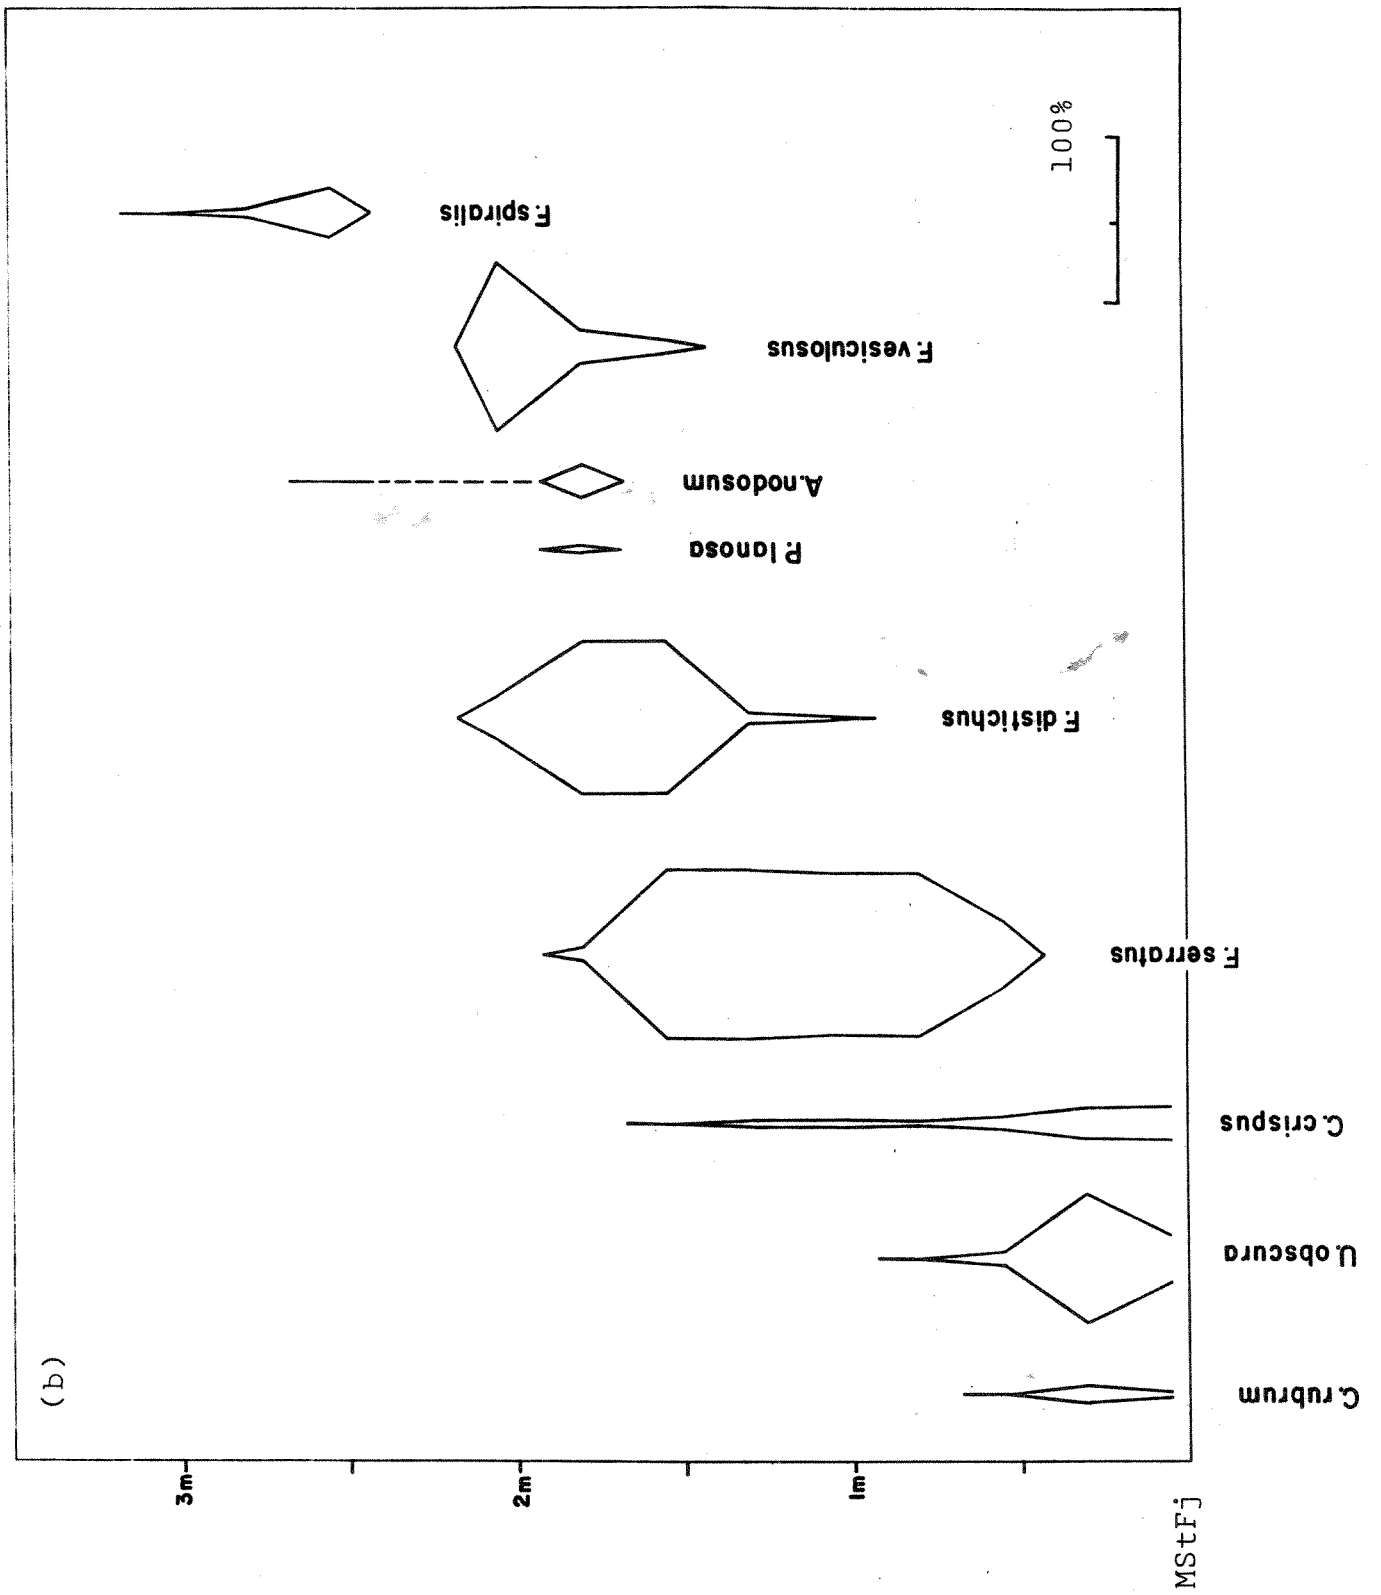 (b)
3m
2m
1m
MStFj
100%
F. spiralis
F. vesiculosus
A. nodosum
P. lanosa
F. distichus
F. serratus
C. crispus
U. obscura
C. rubrum